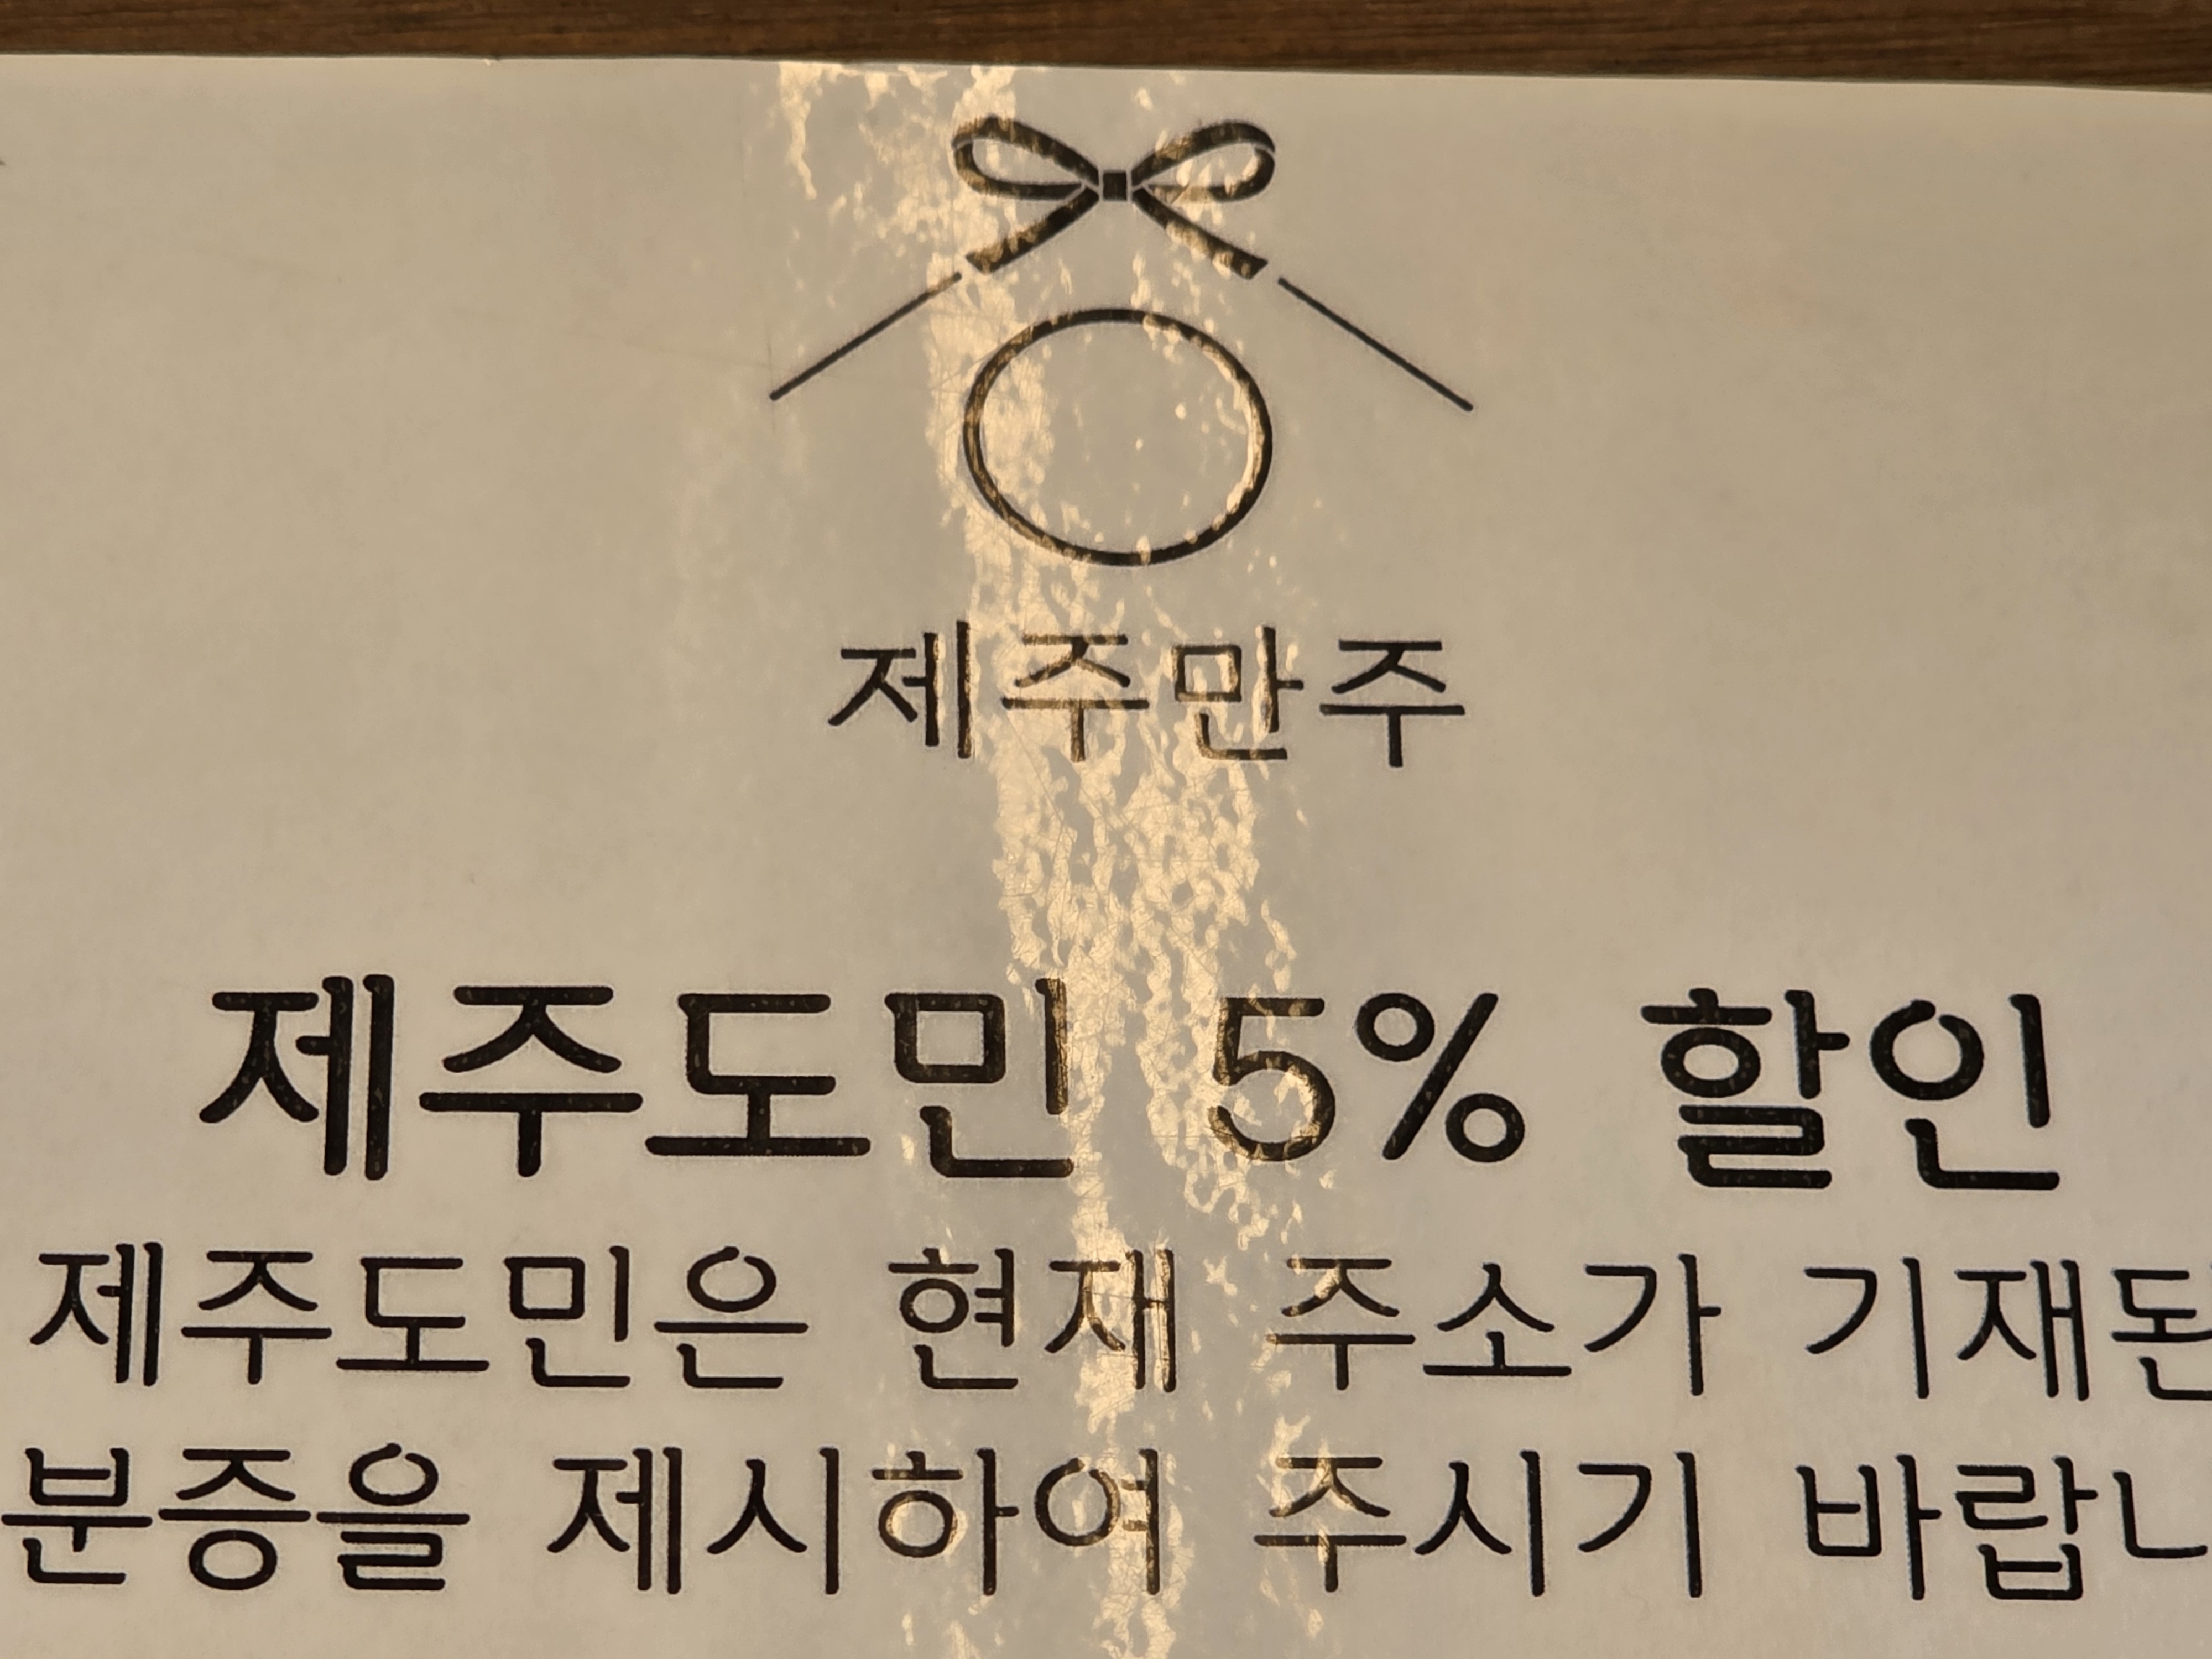 제주만주
제주도민 5% 할인
제주도민은 현재 주소가 기재된
분증을 제시하여 주시기 바랍니